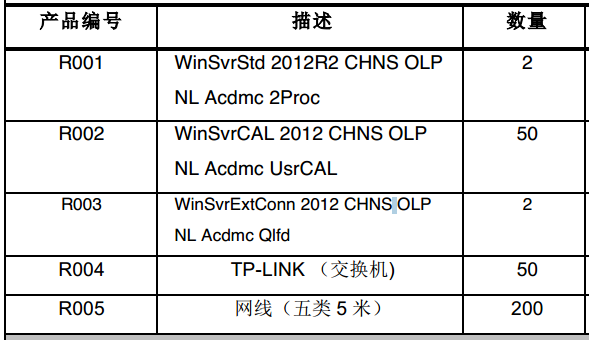 产品编号 描述 数量
R001 WinSvrStd 2012R2 CHNS OLP 2
NL Acdmc 2Proc
R002 WinSvrCAL 2012 CHNS OLP 50
NL Acdmc UsrCAL
R003 WinSvrExtConn 2012 CHNS OLP 2
NL Acdmc Qlfd
R004 TP-LINK （交换机) 50
R005 网线（五类 5 米） 200